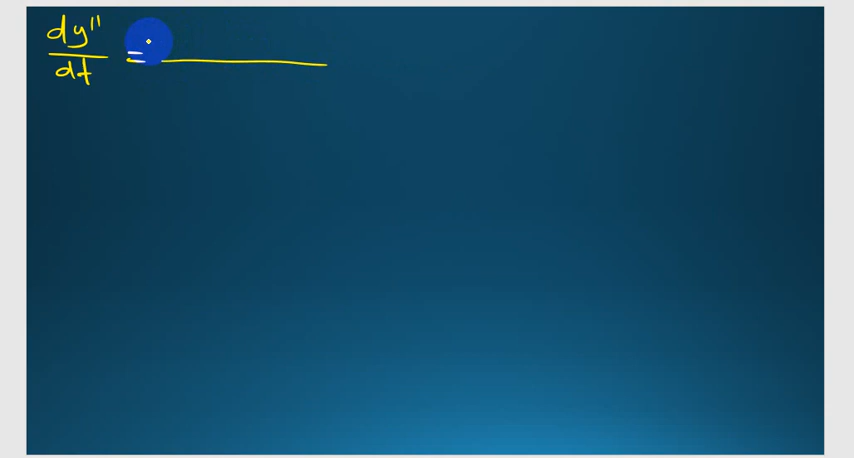 dy"
dt =